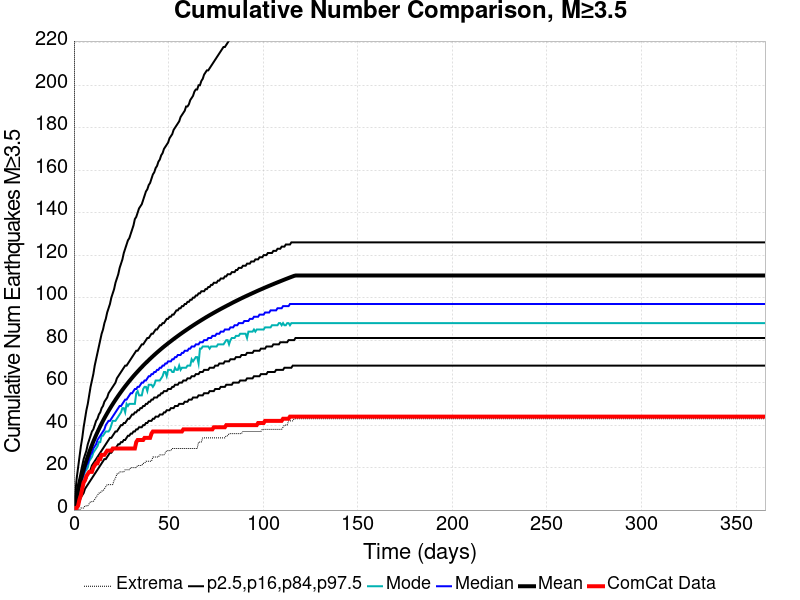 Cumulative Number Comparison, M≥3.5
Cumulative Num Earthquakes M≥3.5
220
200
180
160
140
120
100
80
60
40
20
0
0 50 100 150 200 250 300 350
Time (days)
Extrema p2.5,p16,p84,p97.5 Mode Median Mean ComCat Data